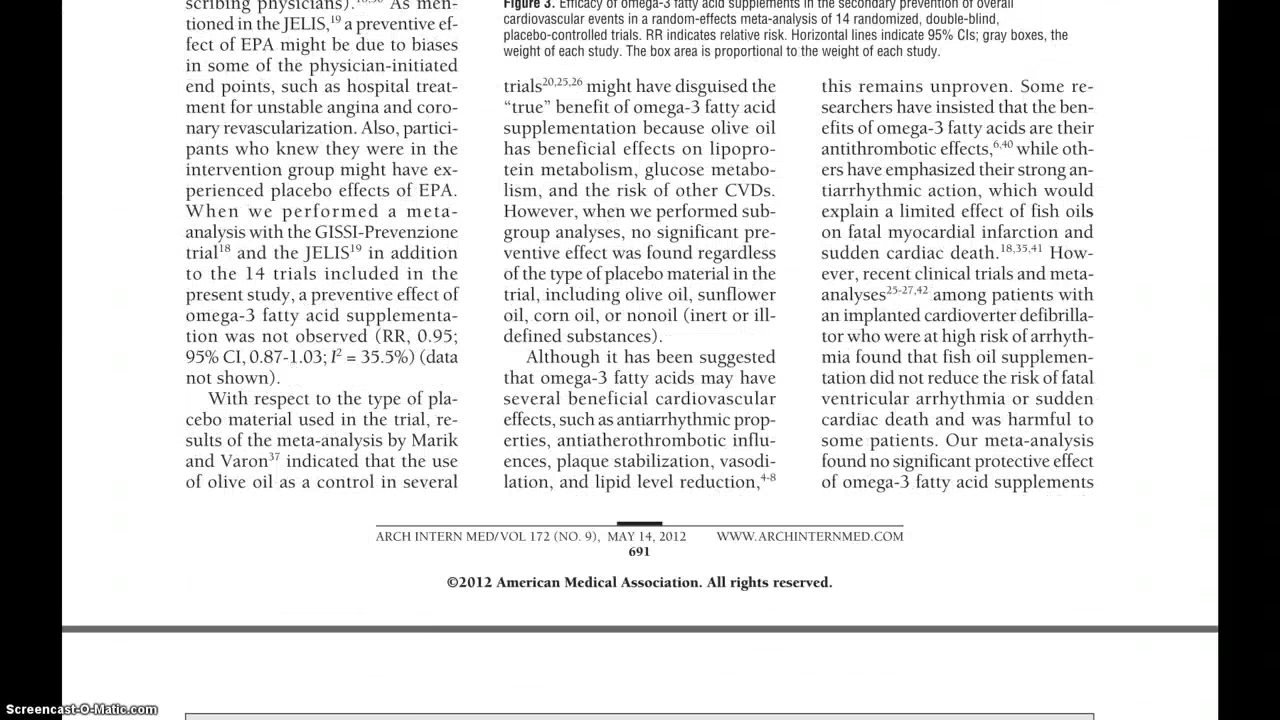 scribing physicians).¹⁸,³⁶ As men-
tioned in the JELIS,¹⁹ a preventive ef-
fect of EPA might be due to biases
in some of the physician-initiated
end points, such as hospital treat-
ment for unstable angina and coro-
nary revascularization. Also, partici-
pants who knew they were in the
intervention group might have ex-
perienced placebo effects of EPA.
When we performed a meta-
analysis with the GISSI-Prevenzione
trial¹⁸ and the JELIS¹⁹ in addition
to the 14 trials included in the
present study, a preventive effect of
omega-3 fatty acid supplementa-
tion was not observed (RR, 0.95;
95% CI, 0.87-1.03; I² = 35.5%) (data
not shown).
With respect to the type of pla-
cebo material used in the trial, re-
sults of the meta-analysis by Marik
and Varon³⁷ indicated that the use
of olive oil as a control in several
Figure 3. Efficacy of omega-3 fatty acid supplements in the secondary prevention of overall
cardiovascular events in a random-effects meta-analysis of 14 randomized, double-blind,
placebo-controlled trials. RR indicates relative risk. Horizontal lines indicate 95% CIs; gray boxes, the
weight of each study. The box area is proportional to the weight of each study.
trials²⁰,²⁵,²⁶ might have disguised the
“true” benefit of omega-3 fatty acid
supplementation because olive oil
has beneficial effects on lipopro-
tein metabolism, glucose metabo-
lism, and the risk of other CVDs.
However, when we performed sub-
group analyses, no significant pre-
ventive effect was found regardless
of the type of placebo material in the
trial, including olive oil, sunflower
oil, corn oil, or nonoil (inert or ill-
defined substances).
Although it has been suggested
that omega-3 fatty acids may have
several beneficial cardiovascular
effects, such as antiarrhythmic prop-
erties, antiatherothrombotic influ-
ences, plaque stabilization, vasodi-
lation, and lipid level reduction,⁴⁻⁸
this remains unproven. Some re-
searchers have insisted that the ben-
efits of omega-3 fatty acids are their
antithrombotic effects,⁶,⁴⁰ while oth-
ers have emphasized their strong an-
tiarrhythmic action, which would
explain a limited effect of fish oils
on fatal myocardial infarction and
sudden cardiac death.¹⁸,³⁵,⁴¹ How-
ever, recent clinical trials and meta-
analyses²⁵⁻²⁷,⁴² among patients with
an implanted cardioverter defibrilla-
tor who were at high risk of arrhyth-
mia found that fish oil supplemen-
tation did not reduce the risk of fatal
ventricular arrhythmia or sudden
cardiac death and was harmful to
some patients. Our meta-analysis
found no significant protective effect
of omega-3 fatty acid supplements
ARCH INTERN MED/VOL 172 (NO. 9), MAY 14, 2012 WWW.ARCHINTERNMED.COM
691
©2012 American Medical Association. All rights reserved.
Screencast-O-Matic.com